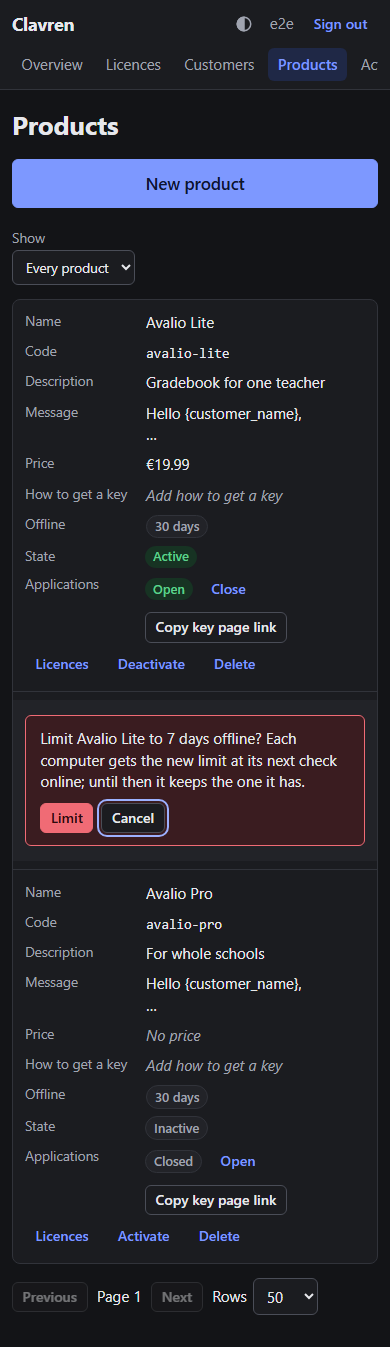 Clavren
e2e
Sign out
Overview
Licences
Customers
Products
Ac
Products
New product
Show
Every product
Name
Avalio Lite
Code
avalio-lite
Description
Gradebook for one teacher
Message
Hello {customer_name},
...
Price
€19.99
How to get a key
Add how to get a key
Offline
30 days
State
Active
Applications
Open
Close
Copy key page link
Licences
Deactivate
Delete
Limit Avalio Lite to 7 days offline? Each
computer gets the new limit at its next check
online; until then it keeps the one it has.
Limit
Cancel
Name
Avalio Pro
Code
avalio-pro
Description
For whole schools
Message
Hello {customer_name},
...
Price
No price
How to get a key
Add how to get a key
Offline
30 days
State
Inactive
Applications
Closed
Open
Copy key page link
Licences
Activate
Delete
Previous
Page 1
Next
Rows
50